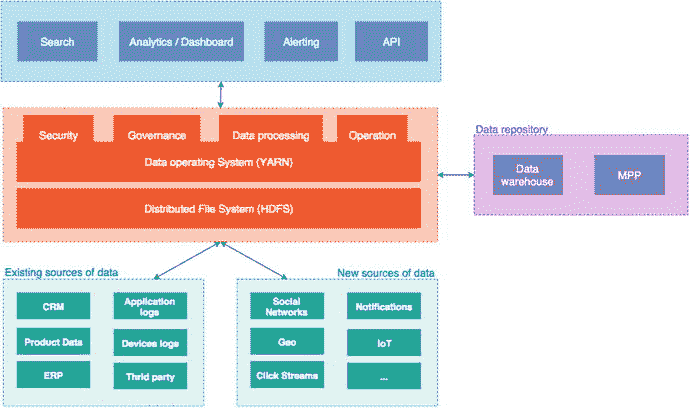 Search
Analytics / Dashboard
Alerting
API
Security
Governance
Data processing
Operation
Data operating System (YARN)
Distributed File System (HDFS)
Data repository
Data
warehouse
MPP
Existing sources of data
CRM
Application
logs
Product Data
Devices logs
ERP
Thrid party
New sources of data
Social
Networks
Notifications
Geo
IoT
Click Streams
...